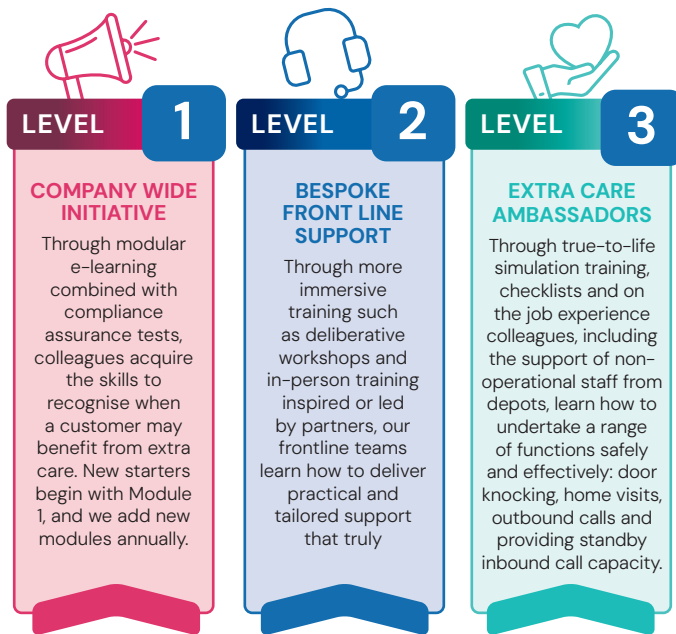 LEVEL 1
COMPANY WIDE
INITIATIVE
Through modular
e-learning
combined with
compliance
assurance tests,
colleagues acquire
the skills to
recognise when
a customer may
benefit from extra
care. New starters
begin with Module
1, and we add new
modules annually.
LEVEL 2
BESPOKE
FRONT LINE
SUPPORT
Through more
immersive
training such
as deliberative
workshops and
in-person training
inspired or led
by partners, our
frontline teams
learn how to deliver
practical and
tailored support
that truly
LEVEL 3
EXTRA CARE
AMBASSADORS
Through true-to-life
simulation training,
checklists and on
the job experience
colleagues, including
the support of non-
operational staff from
depots, learn how to
undertake a range
of functions safely
and effectively: door
knocking, home visits,
outbound calls and
providing standby
inbound call capacity.